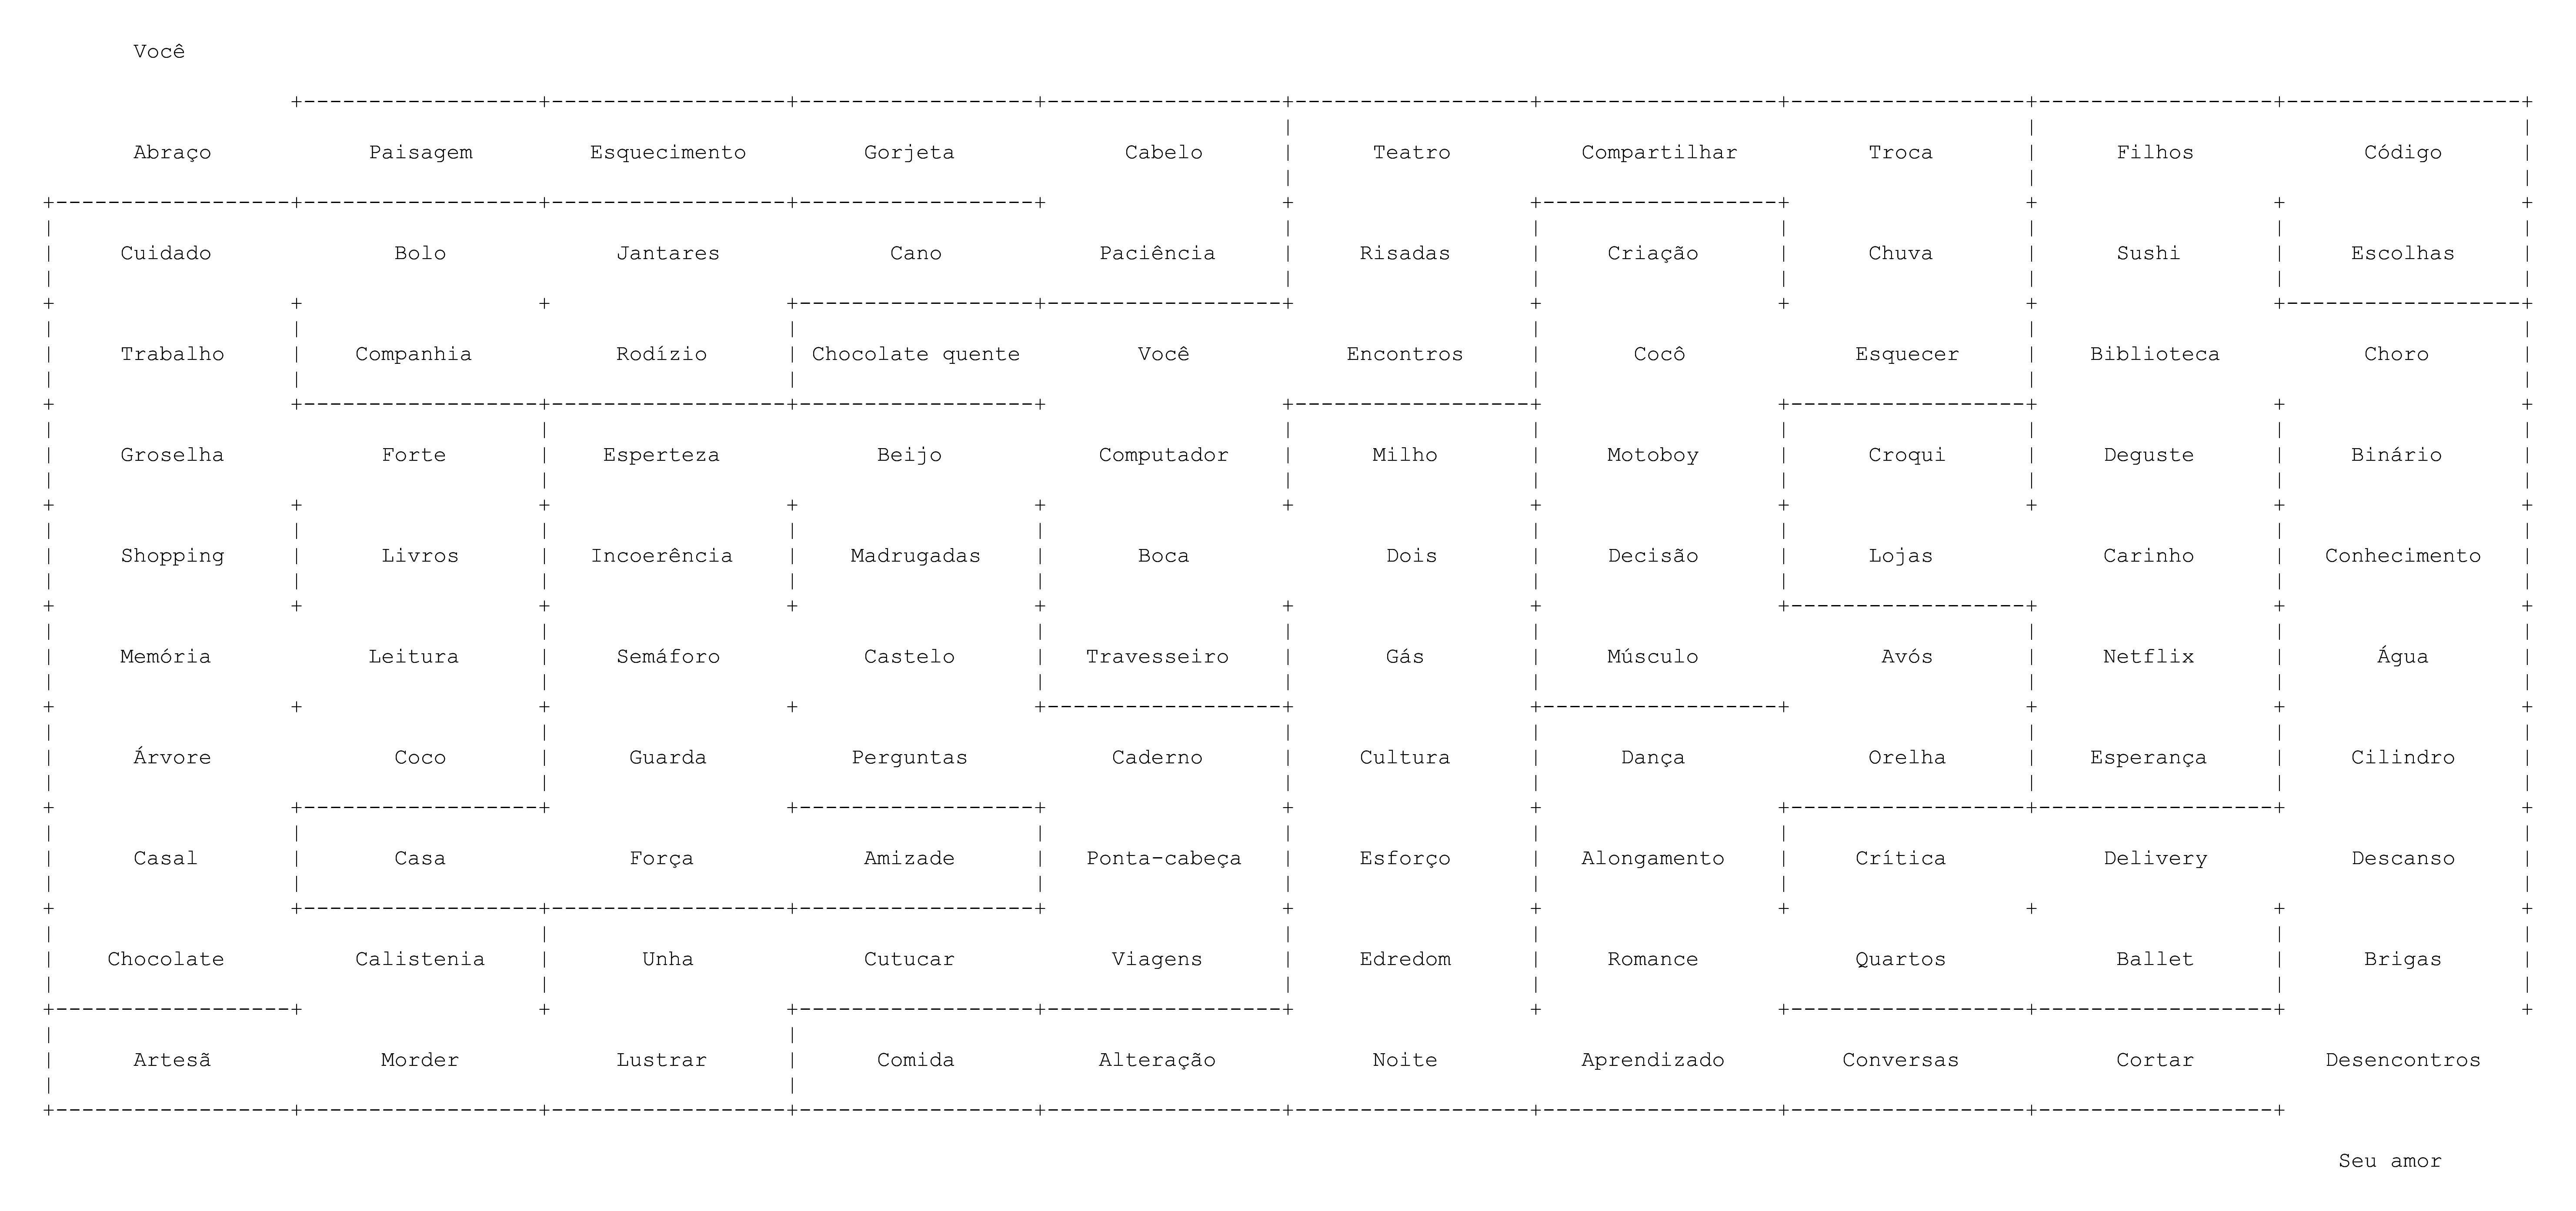 Você
Abraço Paisagem Esquecimento Gorjeta Cabelo Teatro Compartilhar Troca Filhos Código
Cuidado Bolo Jantares Cano Paciência Risadas Criação Chuva Sushi Escolhas
Trabalho Companhia Rodízio Chocolate quente Você Encontros Cocô Esquecer Biblioteca Choro
Groselha Forte Esperteza Beijo Computador Milho Motoboy Croqui Deguste Binário
Shopping Livros Incoerência Madrugadas Boca Dois Decisão Lojas Carinho Conhecimento
Memória Leitura Semáforo Castelo Travesseiro Gás Músculo Avós Netflix Água
Árvore Coco Guarda Perguntas Caderno Cultura Dança Orelha Esperança Cilindro
Casal Casa Força Amizade Ponta-cabeça Esforço Alongamento Crítica Delivery Descanso
Chocolate Calistenia Unha Cutucar Viagens Edredom Romance Quartos Ballet Brigas
Artesã Morder Lustrar Comida Alteração Noite Aprendizado Conversas Cortar Desencontros
Seu amor